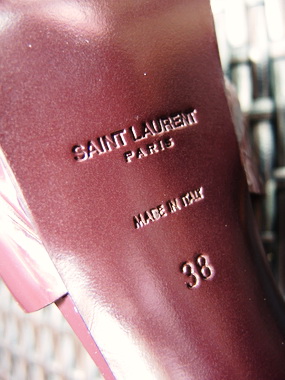 SAINT LAURENT
PARIS
MADE IN ITALY
38